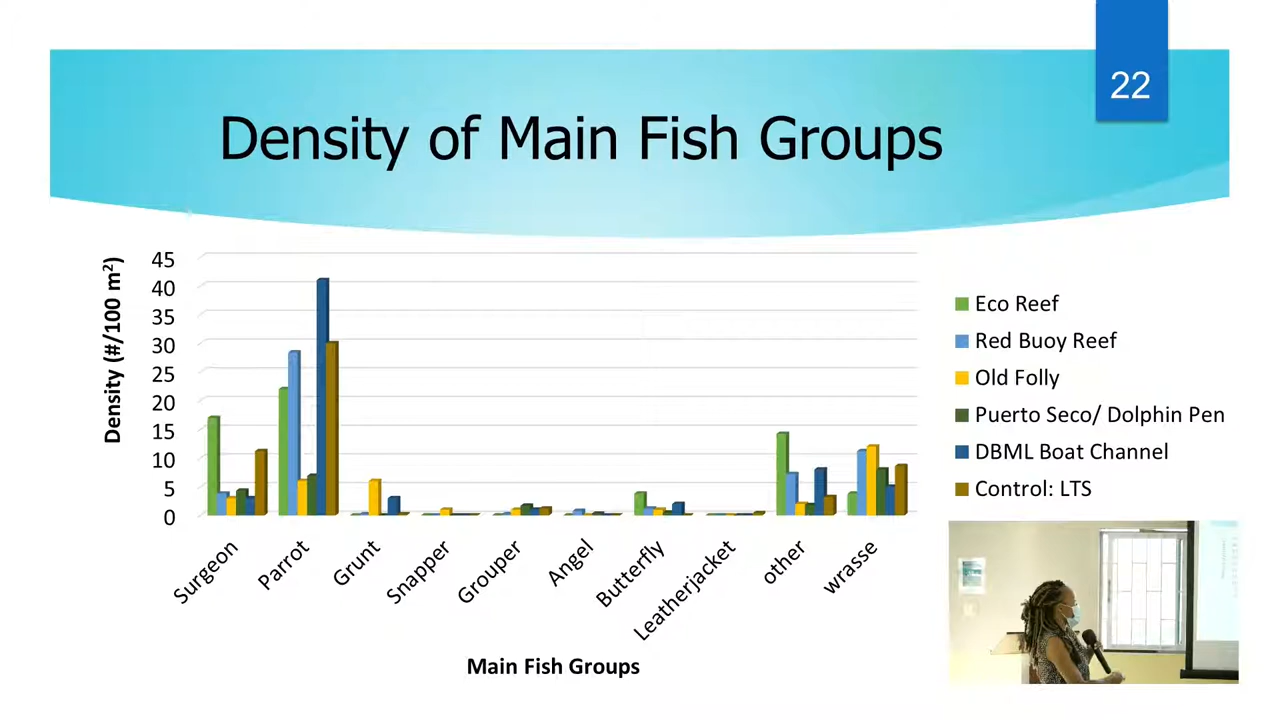 22
Density of Main Fish Groups
Density (#/100 m²)
45
40
35
30
25
20
15
10
5
0
Surgeon
Parrot
Grunt
Snapper
Grouper
Angel
Butterfly
Leatherjacket
other
wrasse
Main Fish Groups
Eco Reef
Red Buoy Reef
Old Folly
Puerto Seco/ Dolphin Pen
DBML Boat Channel
Control: LTS